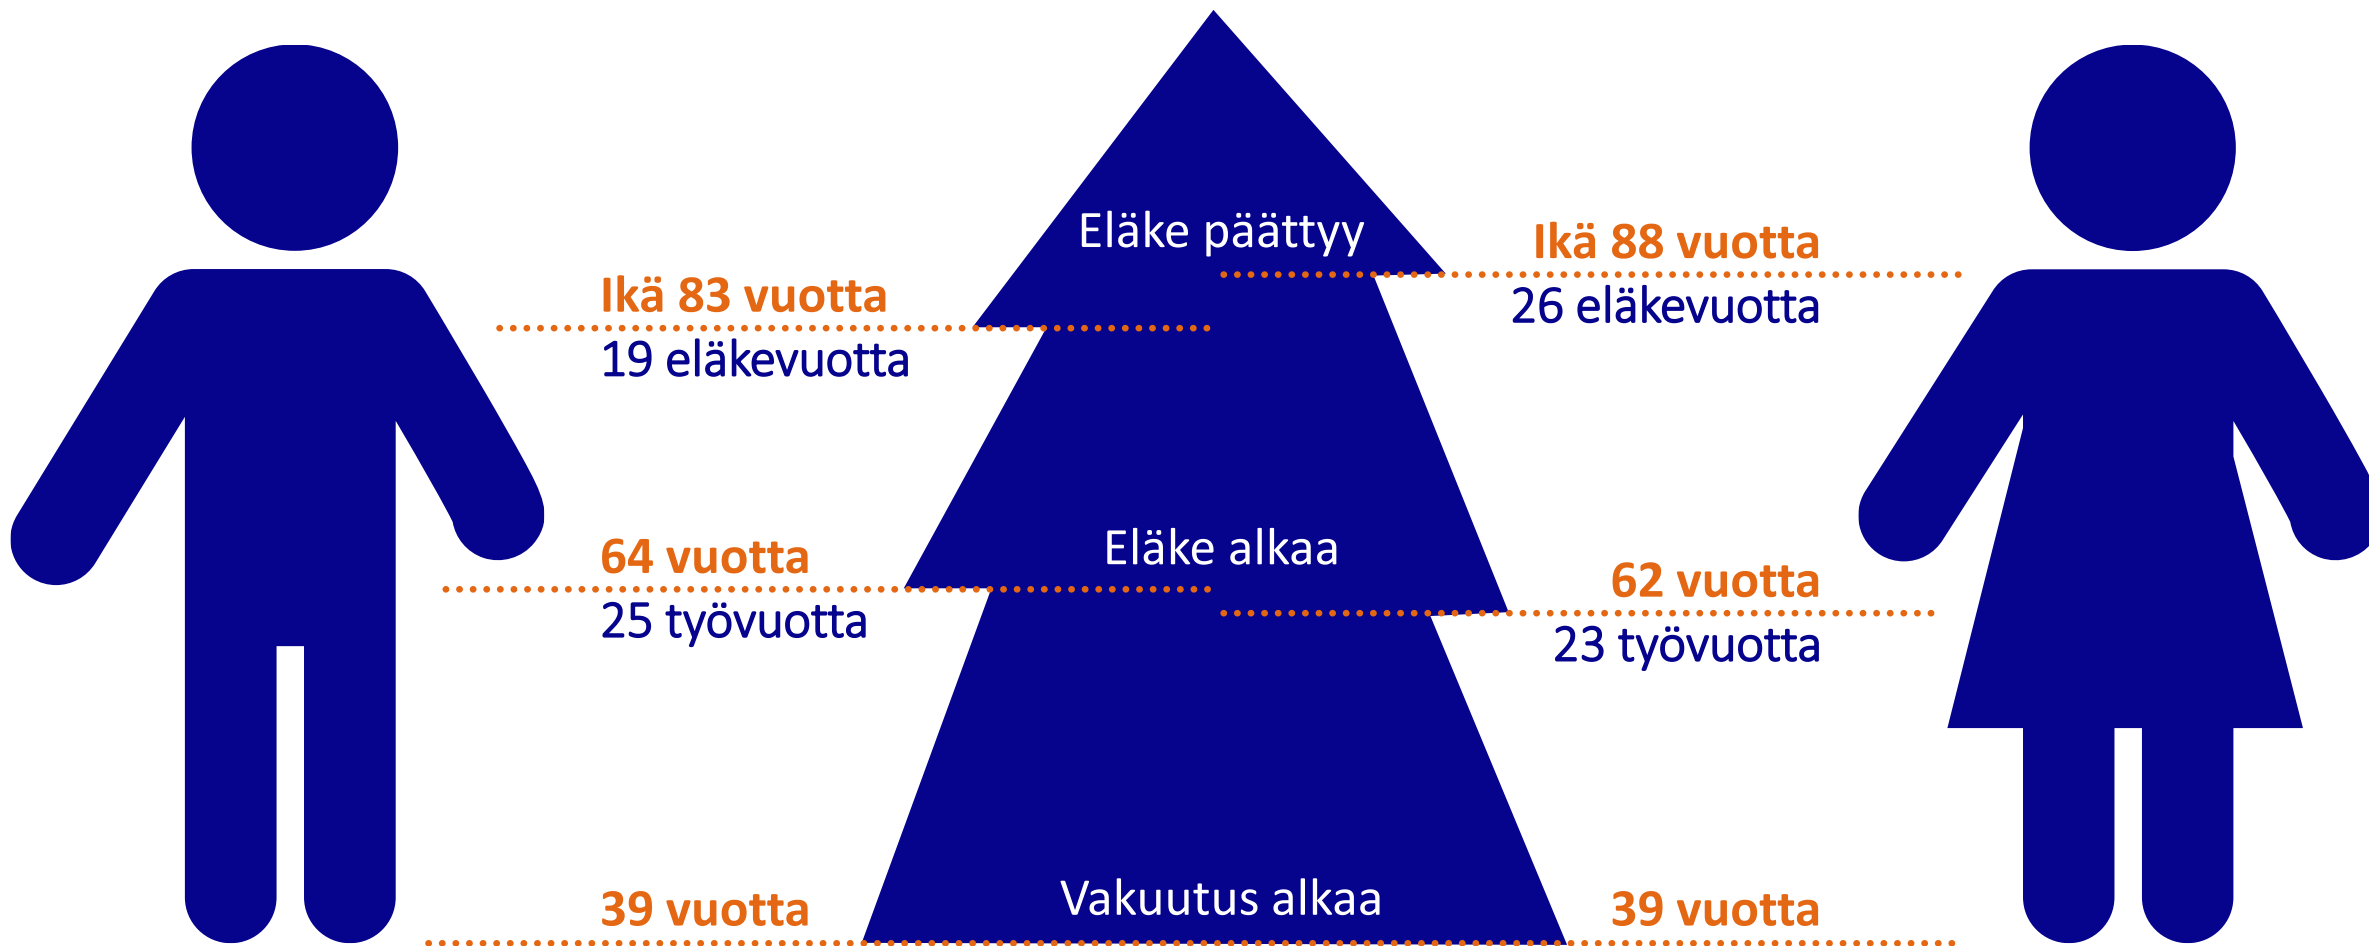 Eläke päättyy
Ikä 83 vuotta
19 eläkevuotta
Ikä 88 vuotta
26 eläkevuotta
Eläke alkaa
64 vuotta
25 työvuotta
62 vuotta
23 työvuotta
Vakuutus alkaa
39 vuotta
39 vuotta